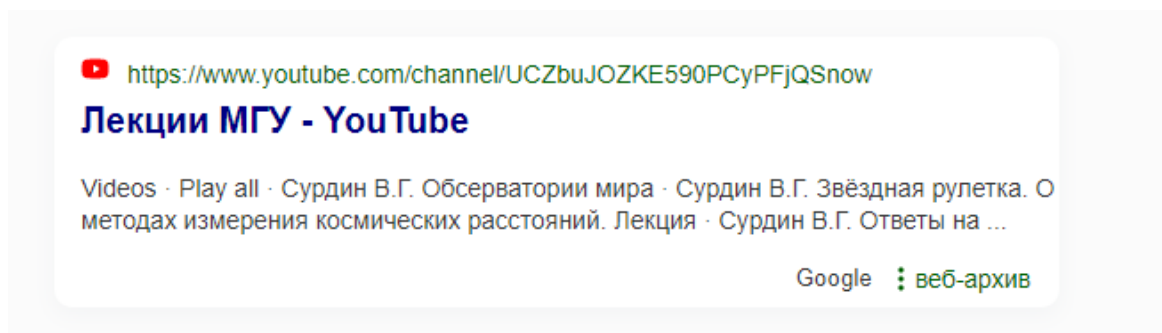 https://www.youtube.com/channel/UCZbuJOZKE590PCyPFjQSnow
Лекции МГУ - YouTube
Videos · Play all · Сурдин В.Г. Обсерватории мира · Сурдин В.Г. Звёздная рулетка. О
методах измерения космических расстояний. Лекция · Сурдин В.Г. Ответы на ...
Google ⋮ веб-архив